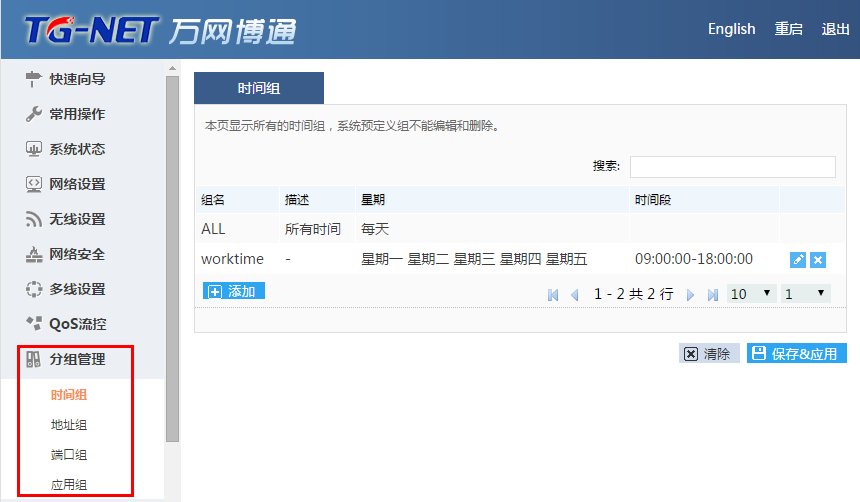 TG-NET 万网博通
English 重启 退出
快速向导
常用操作
系统状态
网络设置
无线设置
网络安全
多线设置
QoS流控
分组管理
时间组
地址组
端口组
应用组
时间组
本页显示所有的时间组，系统预定义组不能编辑和删除。
搜索:
组名 描述 星期 时间段
ALL 所有时间 每天
worktime - 星期一 星期二 星期三 星期四 星期五 09:00:00-18:00:00
添加 1 - 2 共 2 行 10 1
清除 保存&应用